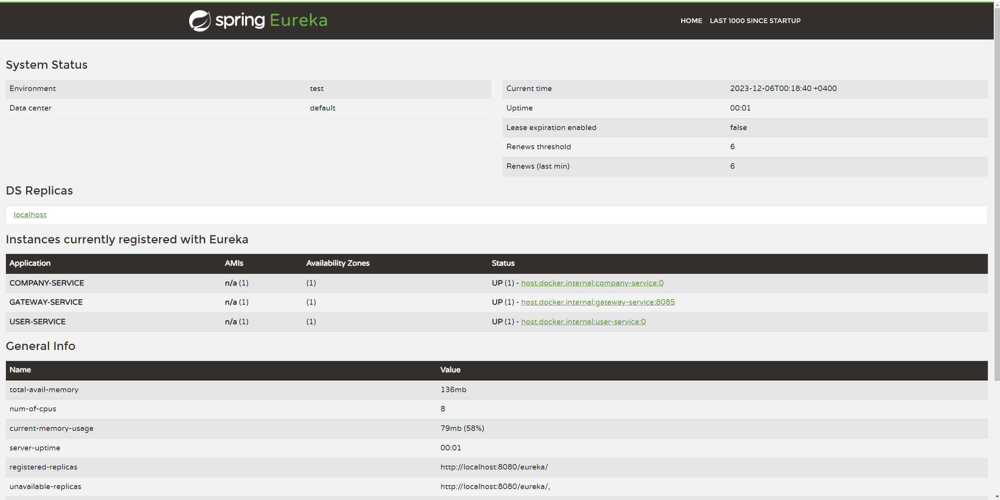 spring Eureka
HOME LAST 1000 SINCE STARTUP
System Status
Environment test
Data center default
Current time 2023-12-06T00:18:40 +0400
Uptime 00:01
Lease expiration enabled false
Renews threshold 6
Renews (last min) 6
DS Replicas
localhost
Instances currently registered with Eureka
Application AMIs Availability Zones Status
COMPANY-SERVICE n/a (1) (1) UP (1) - host.docker.internal:company-service:0
GATEWAY-SERVICE n/a (1) (1) UP (1) - host.docker.internal:gateway-service:8085
USER-SERVICE n/a (1) (1) UP (1) - host.docker.internal:user-service:0
General Info
Name Value
total-avail-memory 136mb
num-of-cpus 8
current-memory-usage 79mb (58%)
server-uptime 00:01
registered-replicas http://localhost:8080/eureka/
unavailable-replicas http://localhost:8080/eureka/,